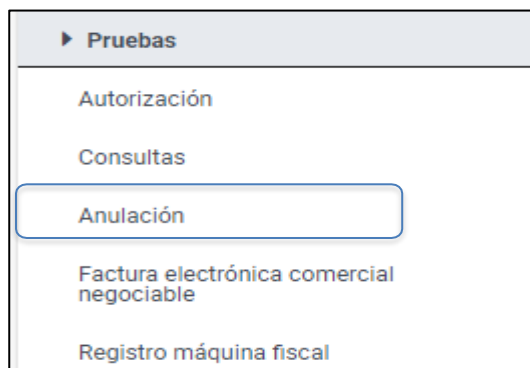 Pruebas
Autorización
Consultas
Anulación
Factura electrónica comercial
negociable
Registro máquina fiscal